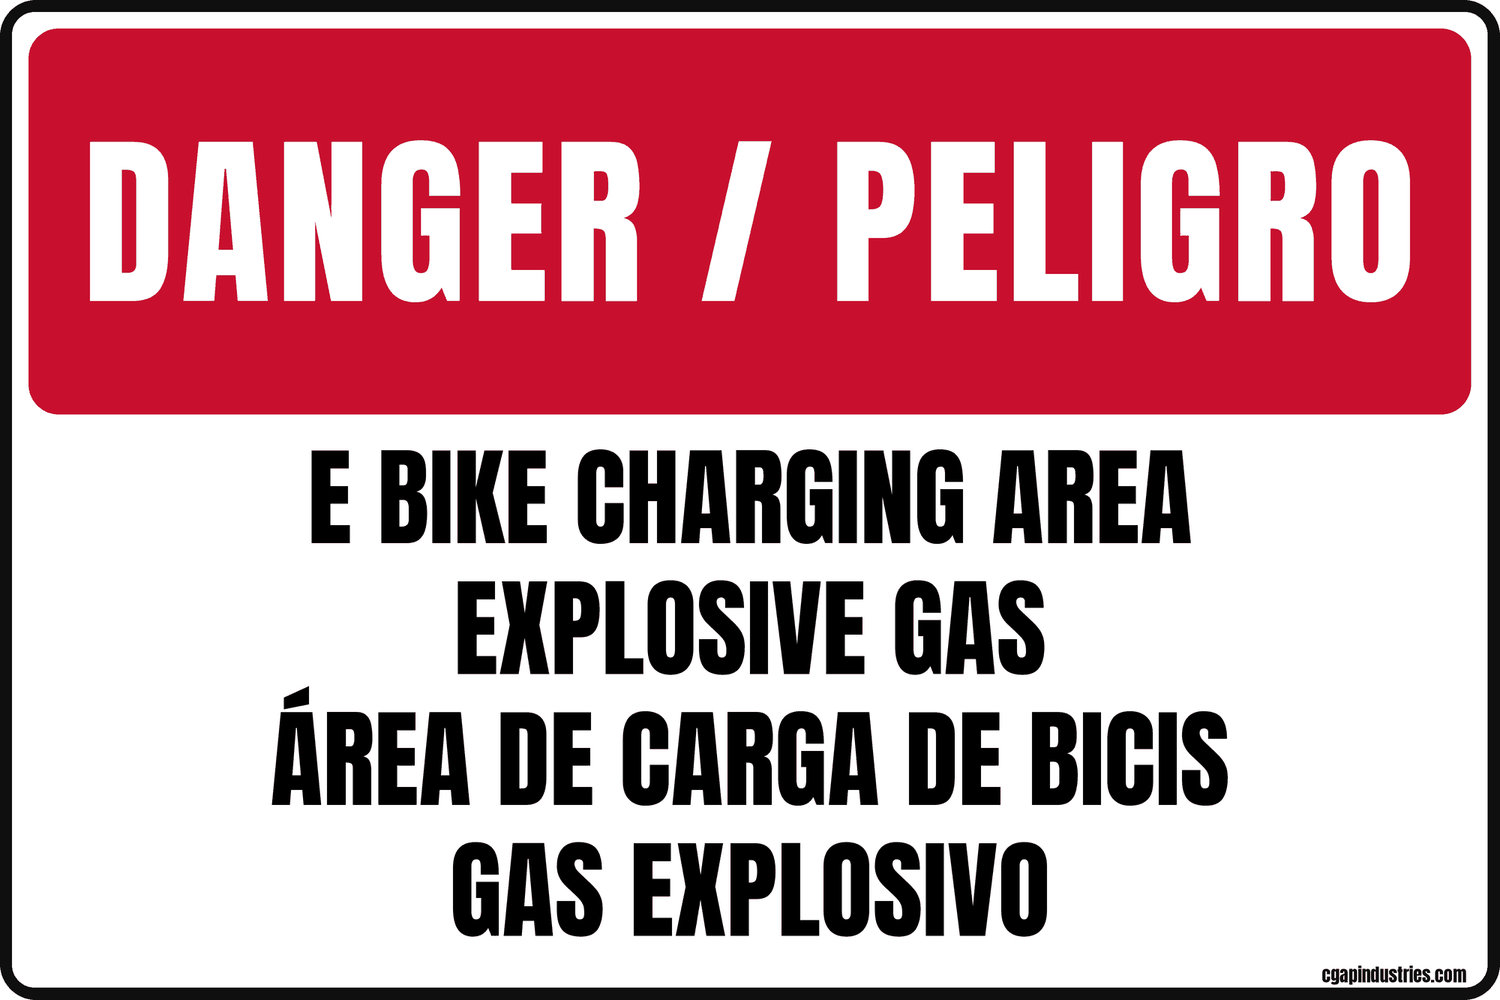 DANGER / PELIGRO
E BIKE CHARGING AREA
EXPLOSIVE GAS
ÁREA DE CARGA DE BICIS
GAS EXPLOSIVO
cgapindustries.com